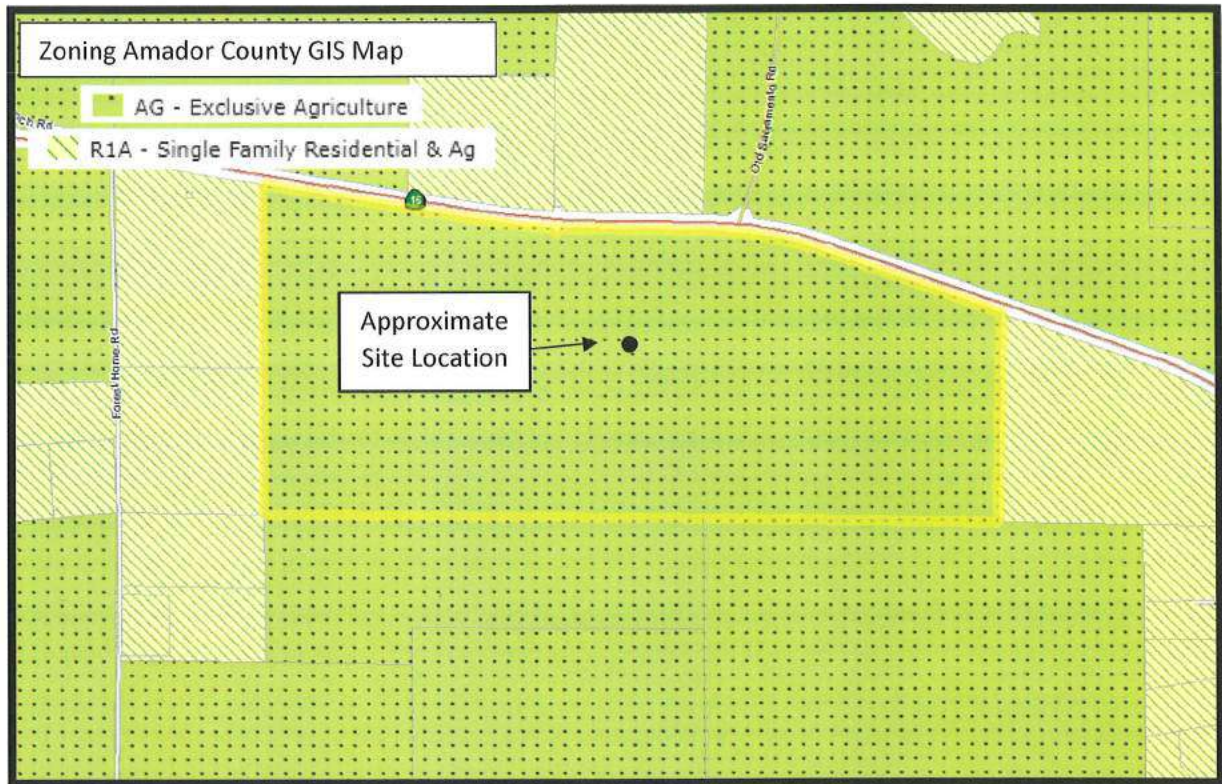 Zoning Amador County GIS Map
AG - Exclusive Agriculture
Rd
R1A - Single Family Residential & Ag
Old Sacramento Rd
16
Approximate
Site Location
Forest Home Rd